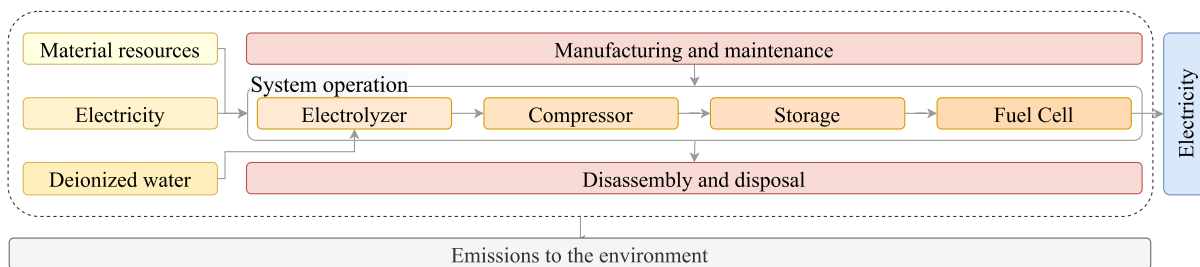 Material resources
Manufacturing and maintenance
System operation
Electricity
Electrolyzer
Compressor
Storage
Fuel Cell
Electricity
Deionized water
Disassembly and disposal
Emissions to the environment